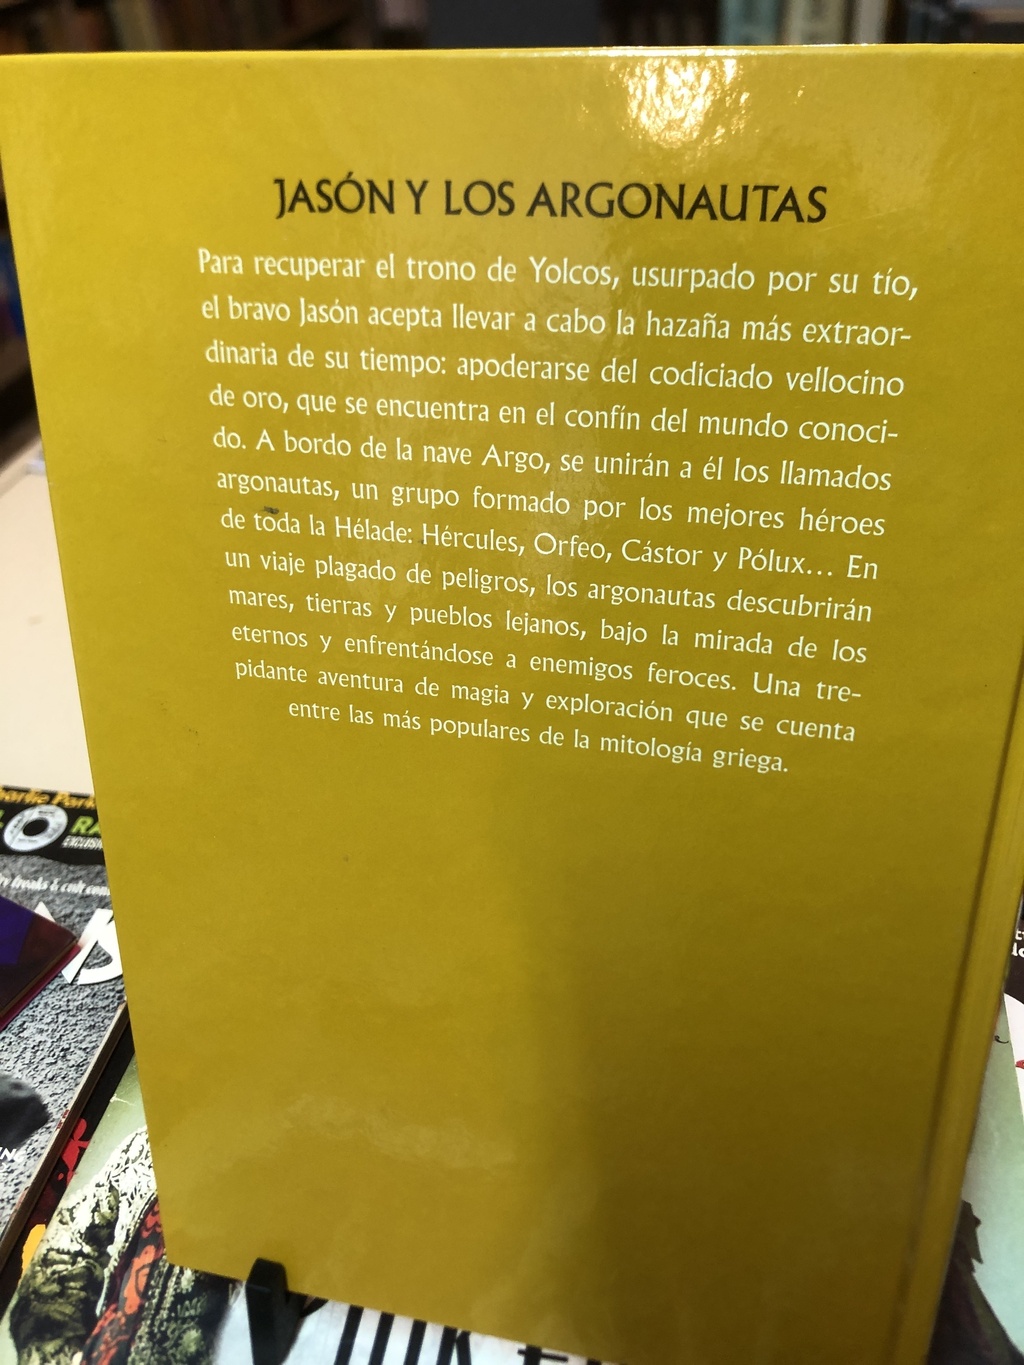 JASÓN Y LOS ARGONAUTAS
Para recuperar el trono de Yolcos, usurpado por su tío,
el bravo Jasón acepta llevar a cabo la hazaña más extraor-
dinaria de su tiempo: apoderarse del codiciado vellocino
de oro, que se encuentra en el confín del mundo conoci-
do. A bordo de la nave Argo, se unirán a él los llamados
argonautas, un grupo formado por los mejores héroes
de toda la Hélade: Hércules, Orfeo, Cástor y Pólux... En
un viaje plagado de peligros, los argonautas descubrirán
mares, tierras y pueblos lejanos, bajo la mirada de los
eternos y enfrentándose a enemigos feroces. Una tre-
pidante aventura de magia y exploración que se cuenta
entre las más populares de la mitología griega.